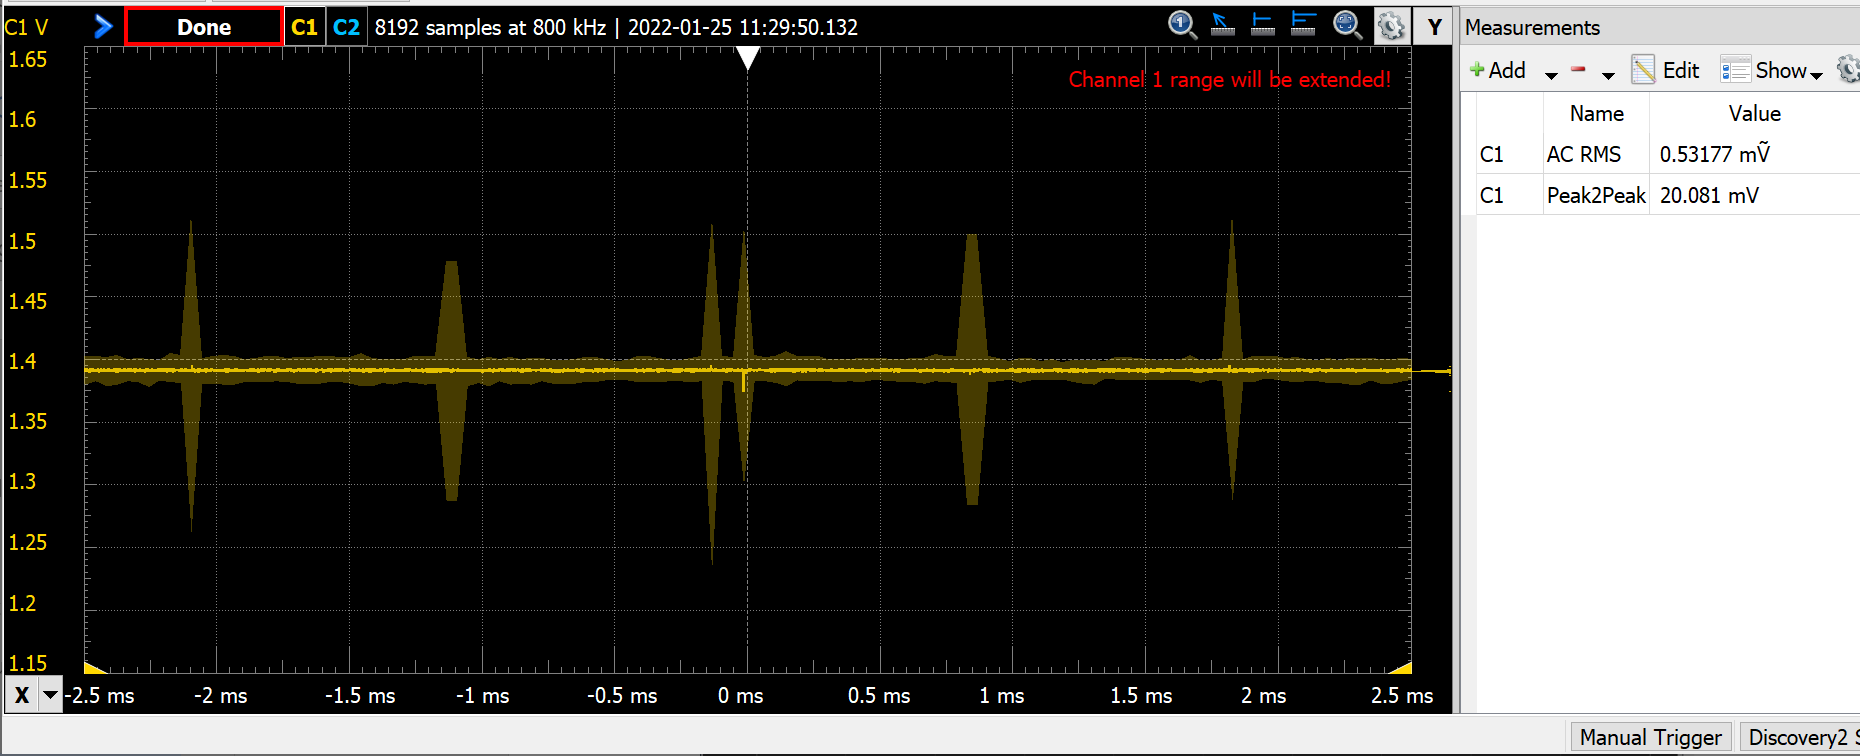 C1 V
Done
C1
C2
8192 samples at 800 kHz | 2022-01-25 11:29:50.132
1
Y
Channel 1 range will be extended!
1.65
1.6
1.55
1.5
1.45
1.4
1.35
1.3
1.25
1.2
1.15
X
-2.5 ms
-2 ms
-1.5 ms
-1 ms
-0.5 ms
0 ms
0.5 ms
1 ms
1.5 ms
2 ms
2.5 ms
Measurements
Add
Edit
Show
Name Value
C1 AC RMS 0.53177 mṼ
C1 Peak2Peak 20.081 mV
Manual Trigger
Discovery2 S